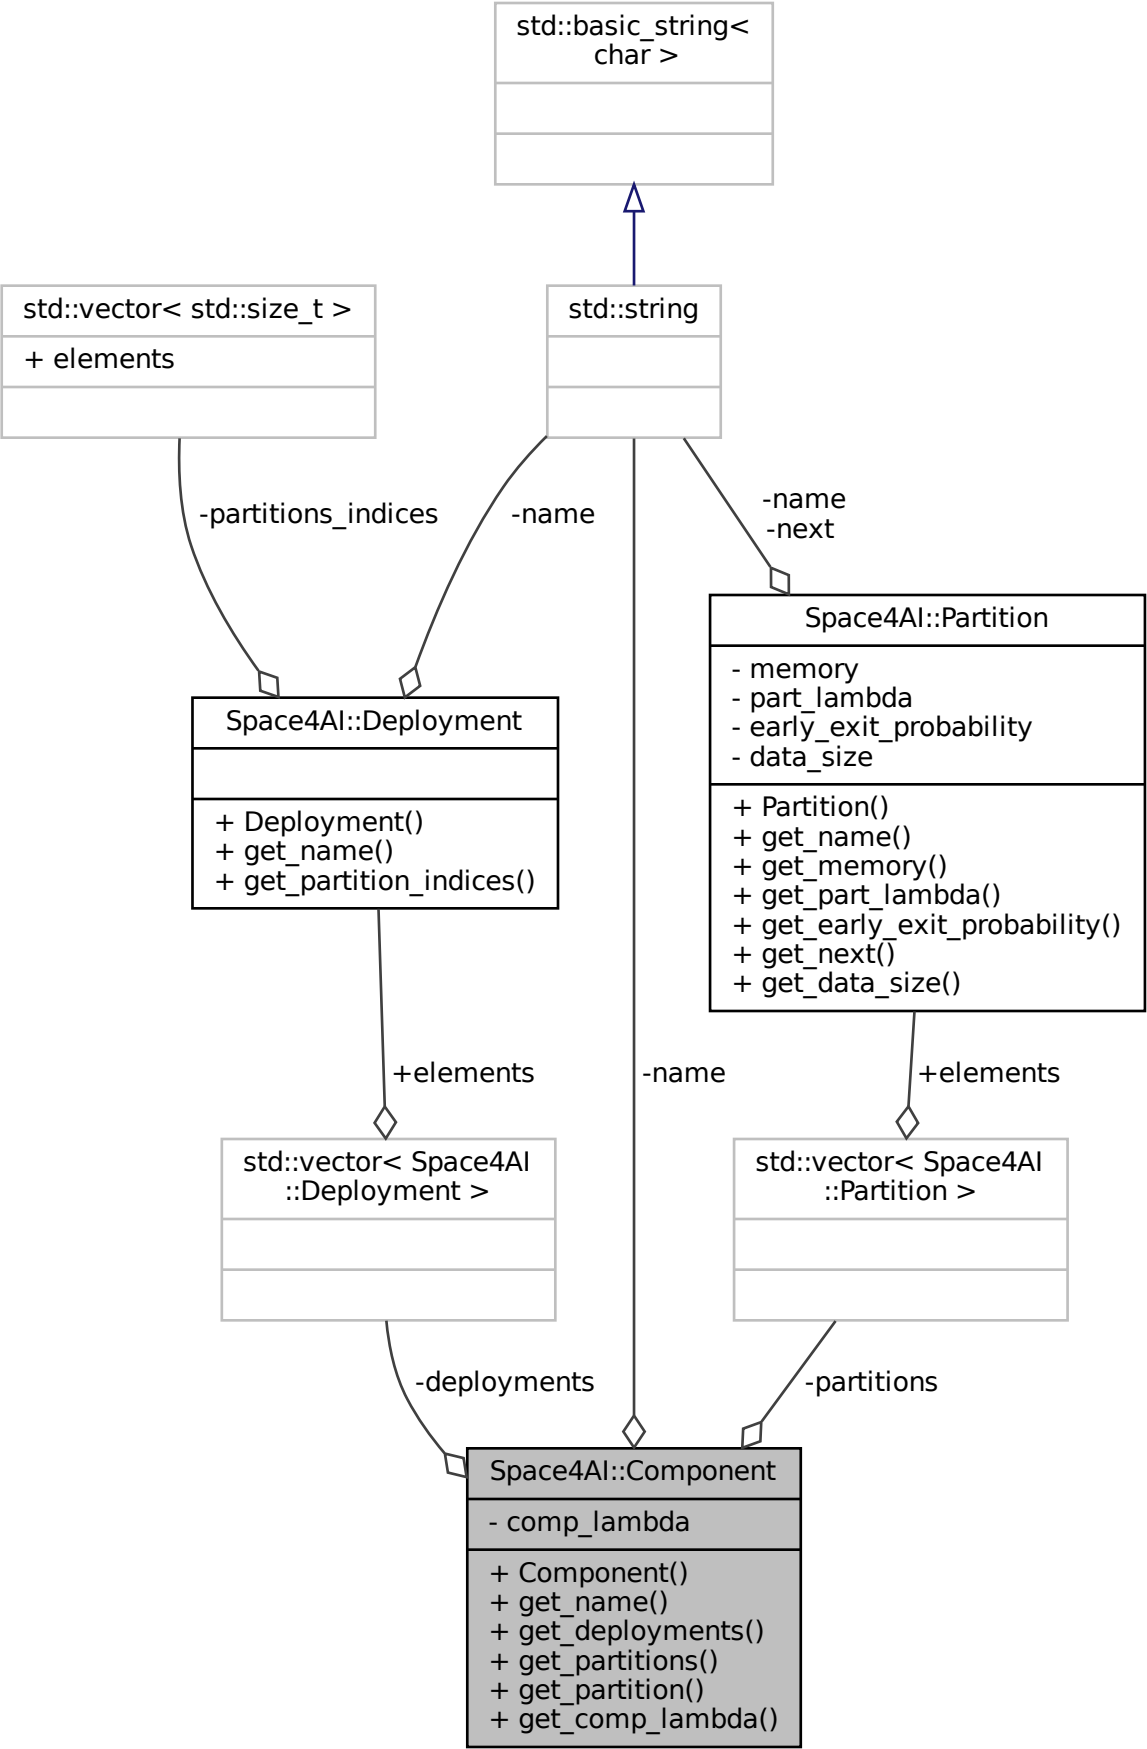 std::basic_string<
char >
std::vector< std::size_t >
+ elements
std::string
-partitions_indices
-name
-name
-next
Space4AI::Partition
- memory
- part_lambda
- early_exit_probability
- data_size
+ Partition()
+ get_name()
+ get_memory()
+ get_part_lambda()
+ get_early_exit_probability()
+ get_next()
+ get_data_size()
Space4AI::Deployment
+ Deployment()
+ get_name()
+ get_partition_indices()
+elements
-name
+elements
std::vector< Space4AI
::Deployment >
std::vector< Space4AI
::Partition >
-deployments
-partitions
Space4AI::Component
- comp_lambda
+ Component()
+ get_name()
+ get_deployments()
+ get_partitions()
+ get_partition()
+ get_comp_lambda()